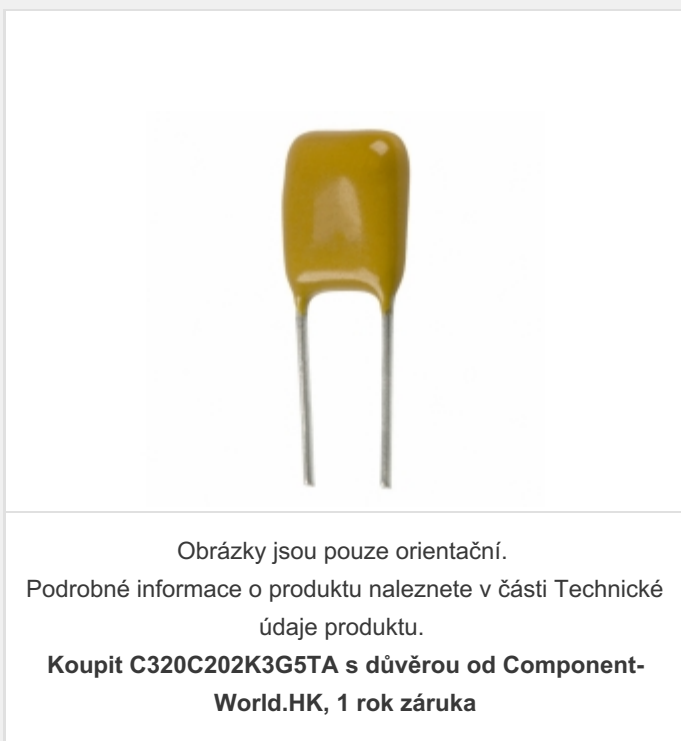 Obrázky jsou pouze orientační.
Podrobné informace o produktu naleznete v části Technické
údaje produktu.
Koupit C320C202K3G5TA s důvěrou od Component-
World.HK, 1 rok záruka